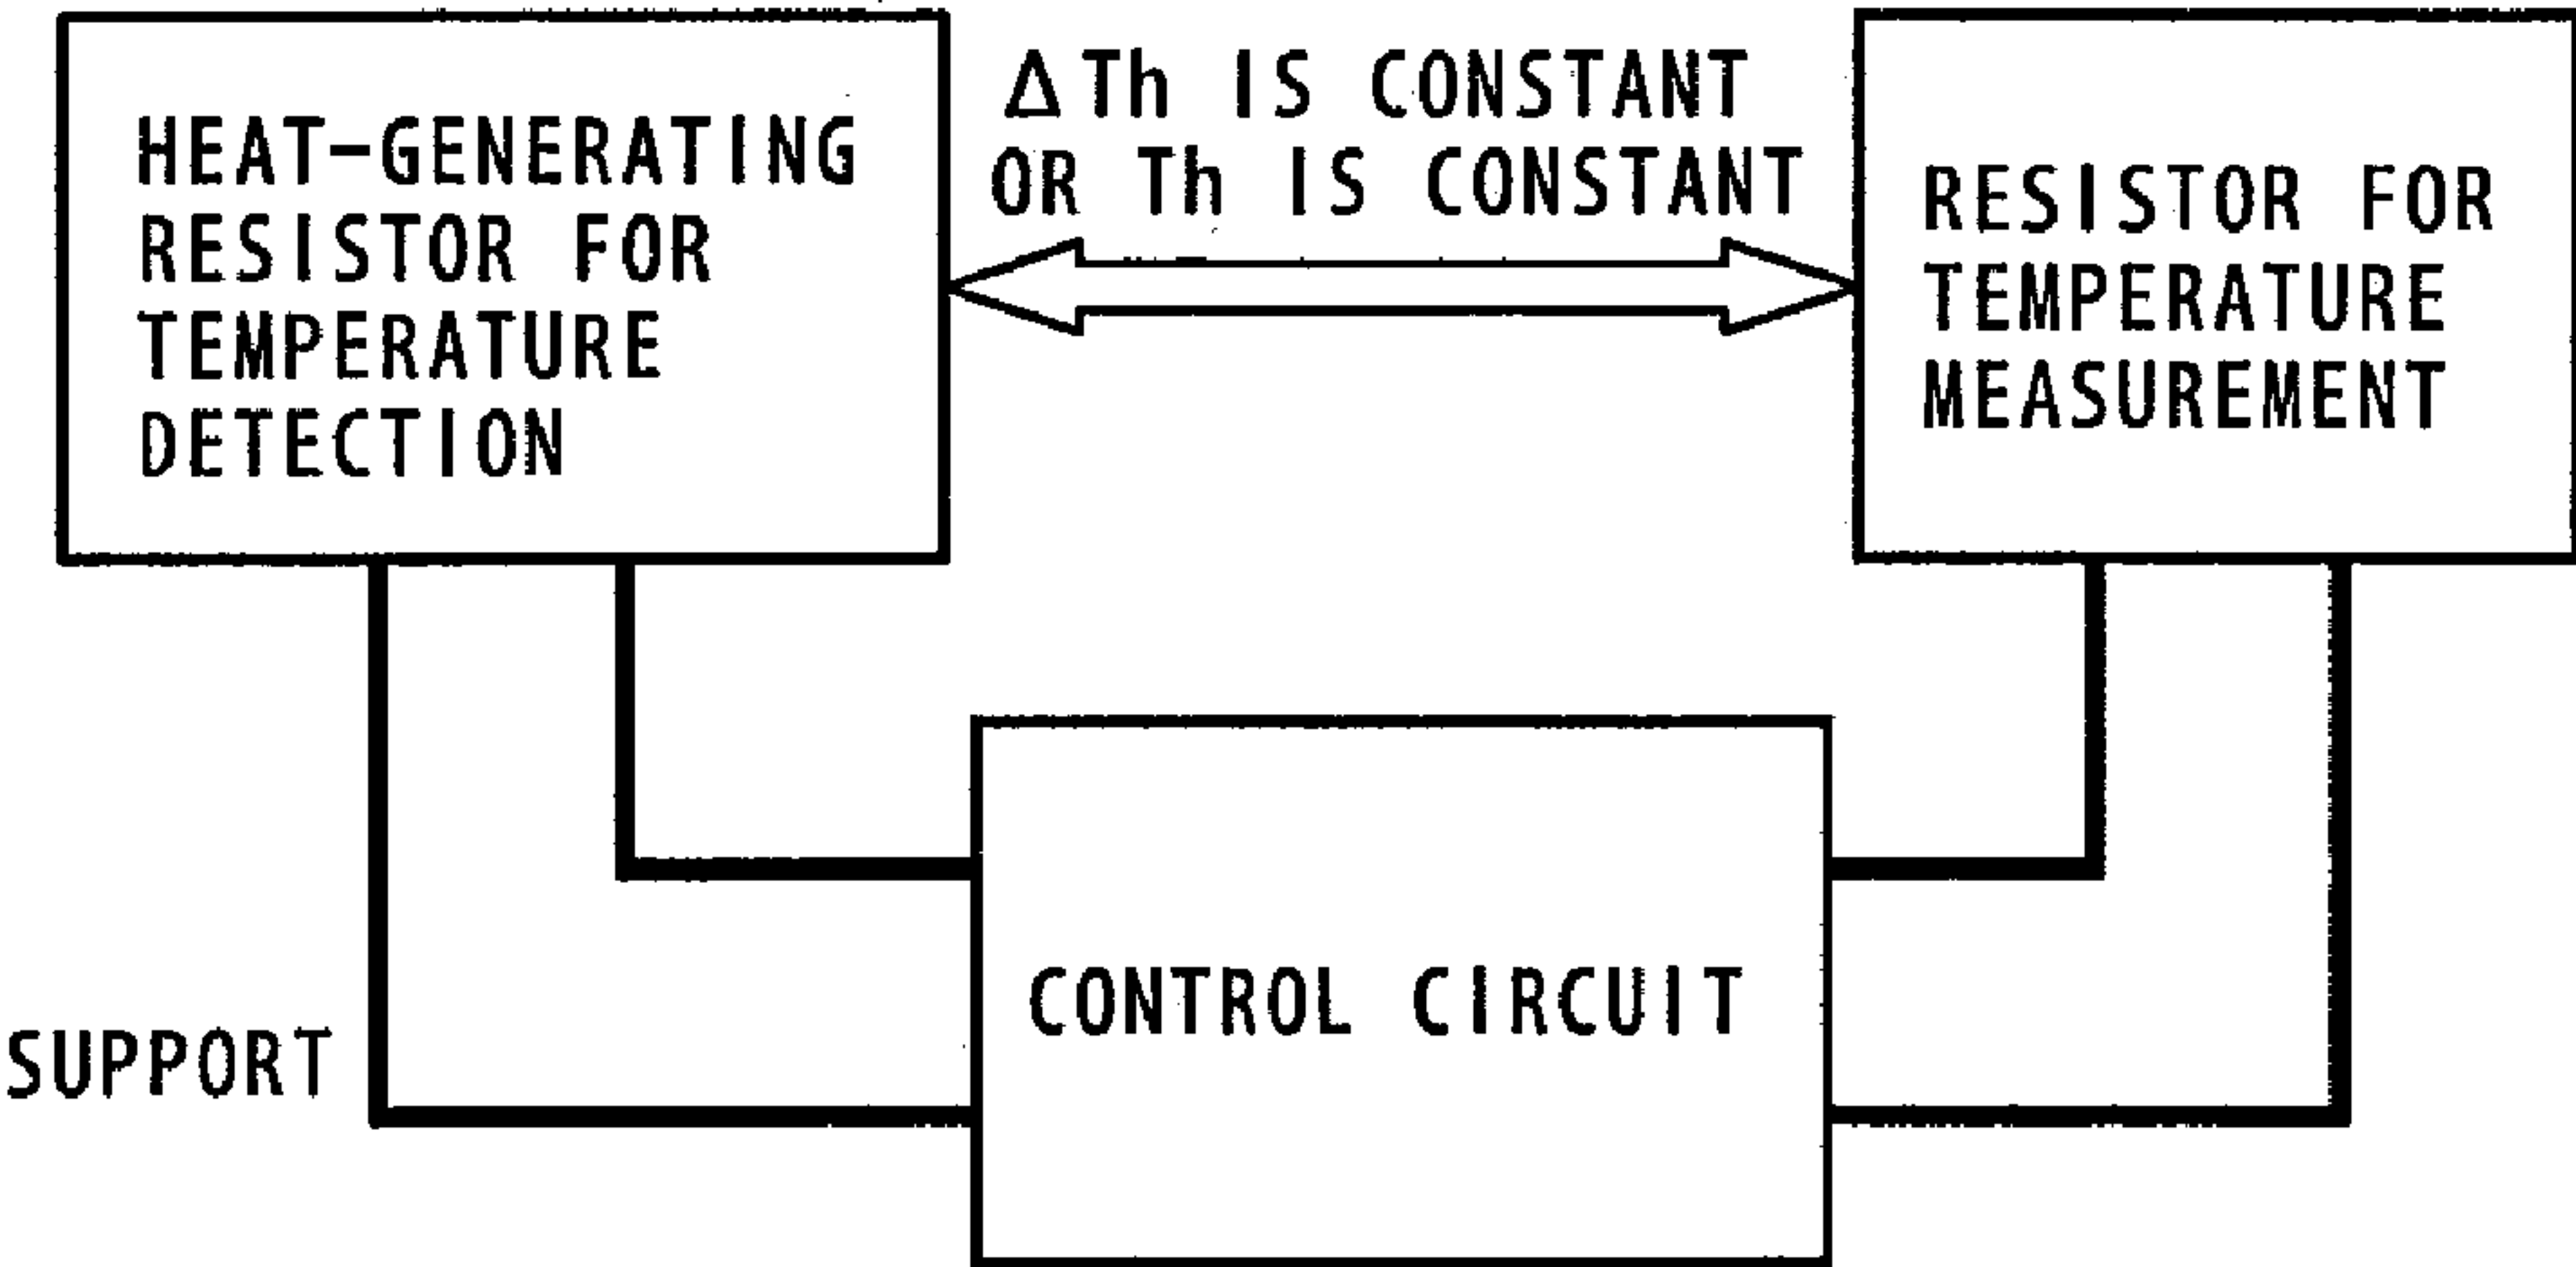 HEAT-GENERATING
RESISTOR FOR
TEMPERATURE
DETECTION
ΔTh IS CONSTANT
OR Th IS CONSTANT
RESISTOR FOR
TEMPERATURE
MEASUREMENT
CONTROL CIRCUIT
SUPPORT